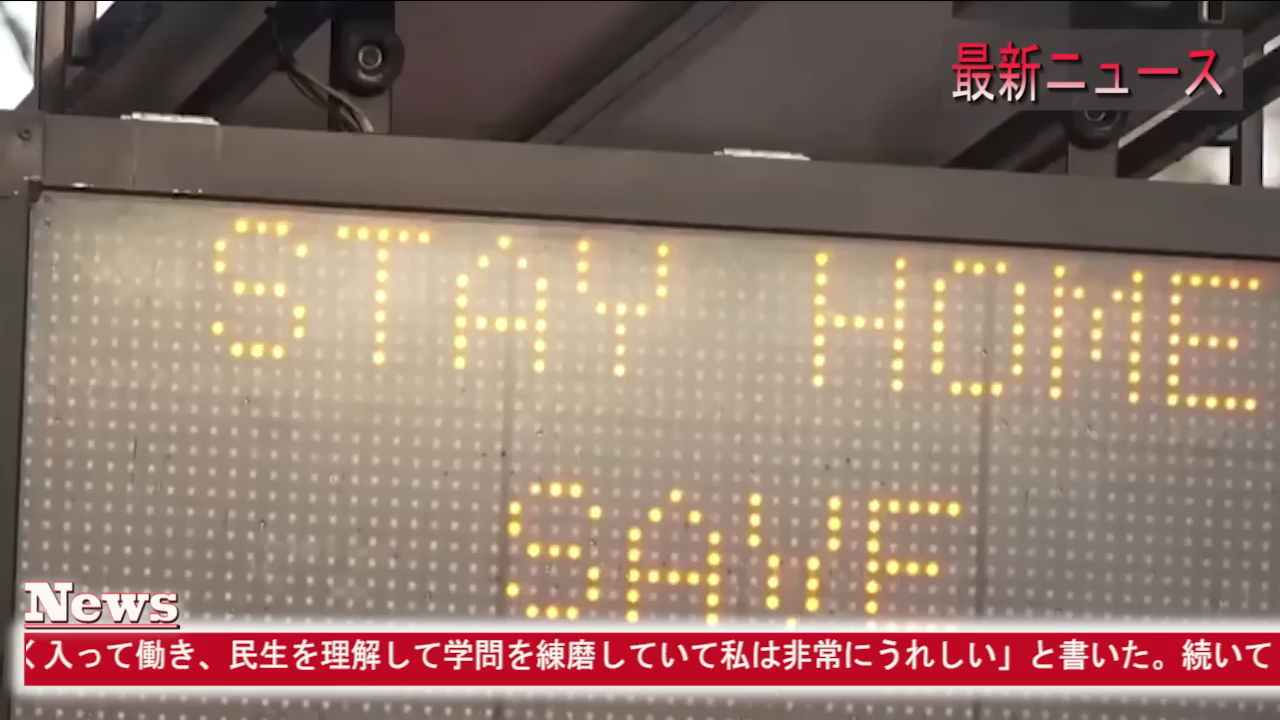 最新ニュース
STAY HOME
SAVE
News
く入って働き、民生を理解して学問を練磨していて私は非常にうれしい」と書いた。続いて